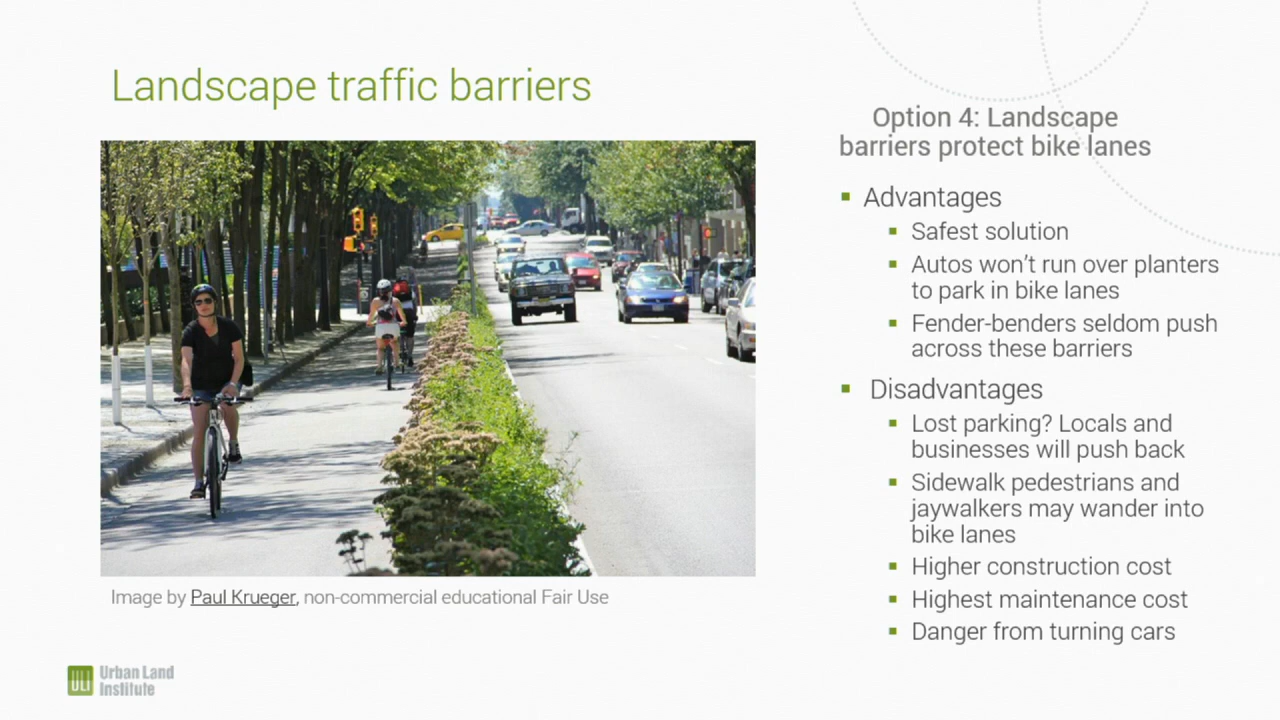 Landscape traffic barriers
Option 4: Landscape
barriers protect bike lanes
Advantages
Safest solution
Autos won’t run over planters
to park in bike lanes
Fender-benders seldom push
across these barriers
Disadvantages
Lost parking? Locals and
businesses will push back
Sidewalk pedestrians and
jaywalkers may wander into
bike lanes
Higher construction cost
Highest maintenance cost
Danger from turning cars
Image by Paul Krueger, non-commercial educational Fair Use
ULI
Urban Land
Institute